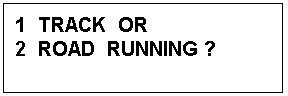 1 TRACK OR
2 ROAD RUNNING ?